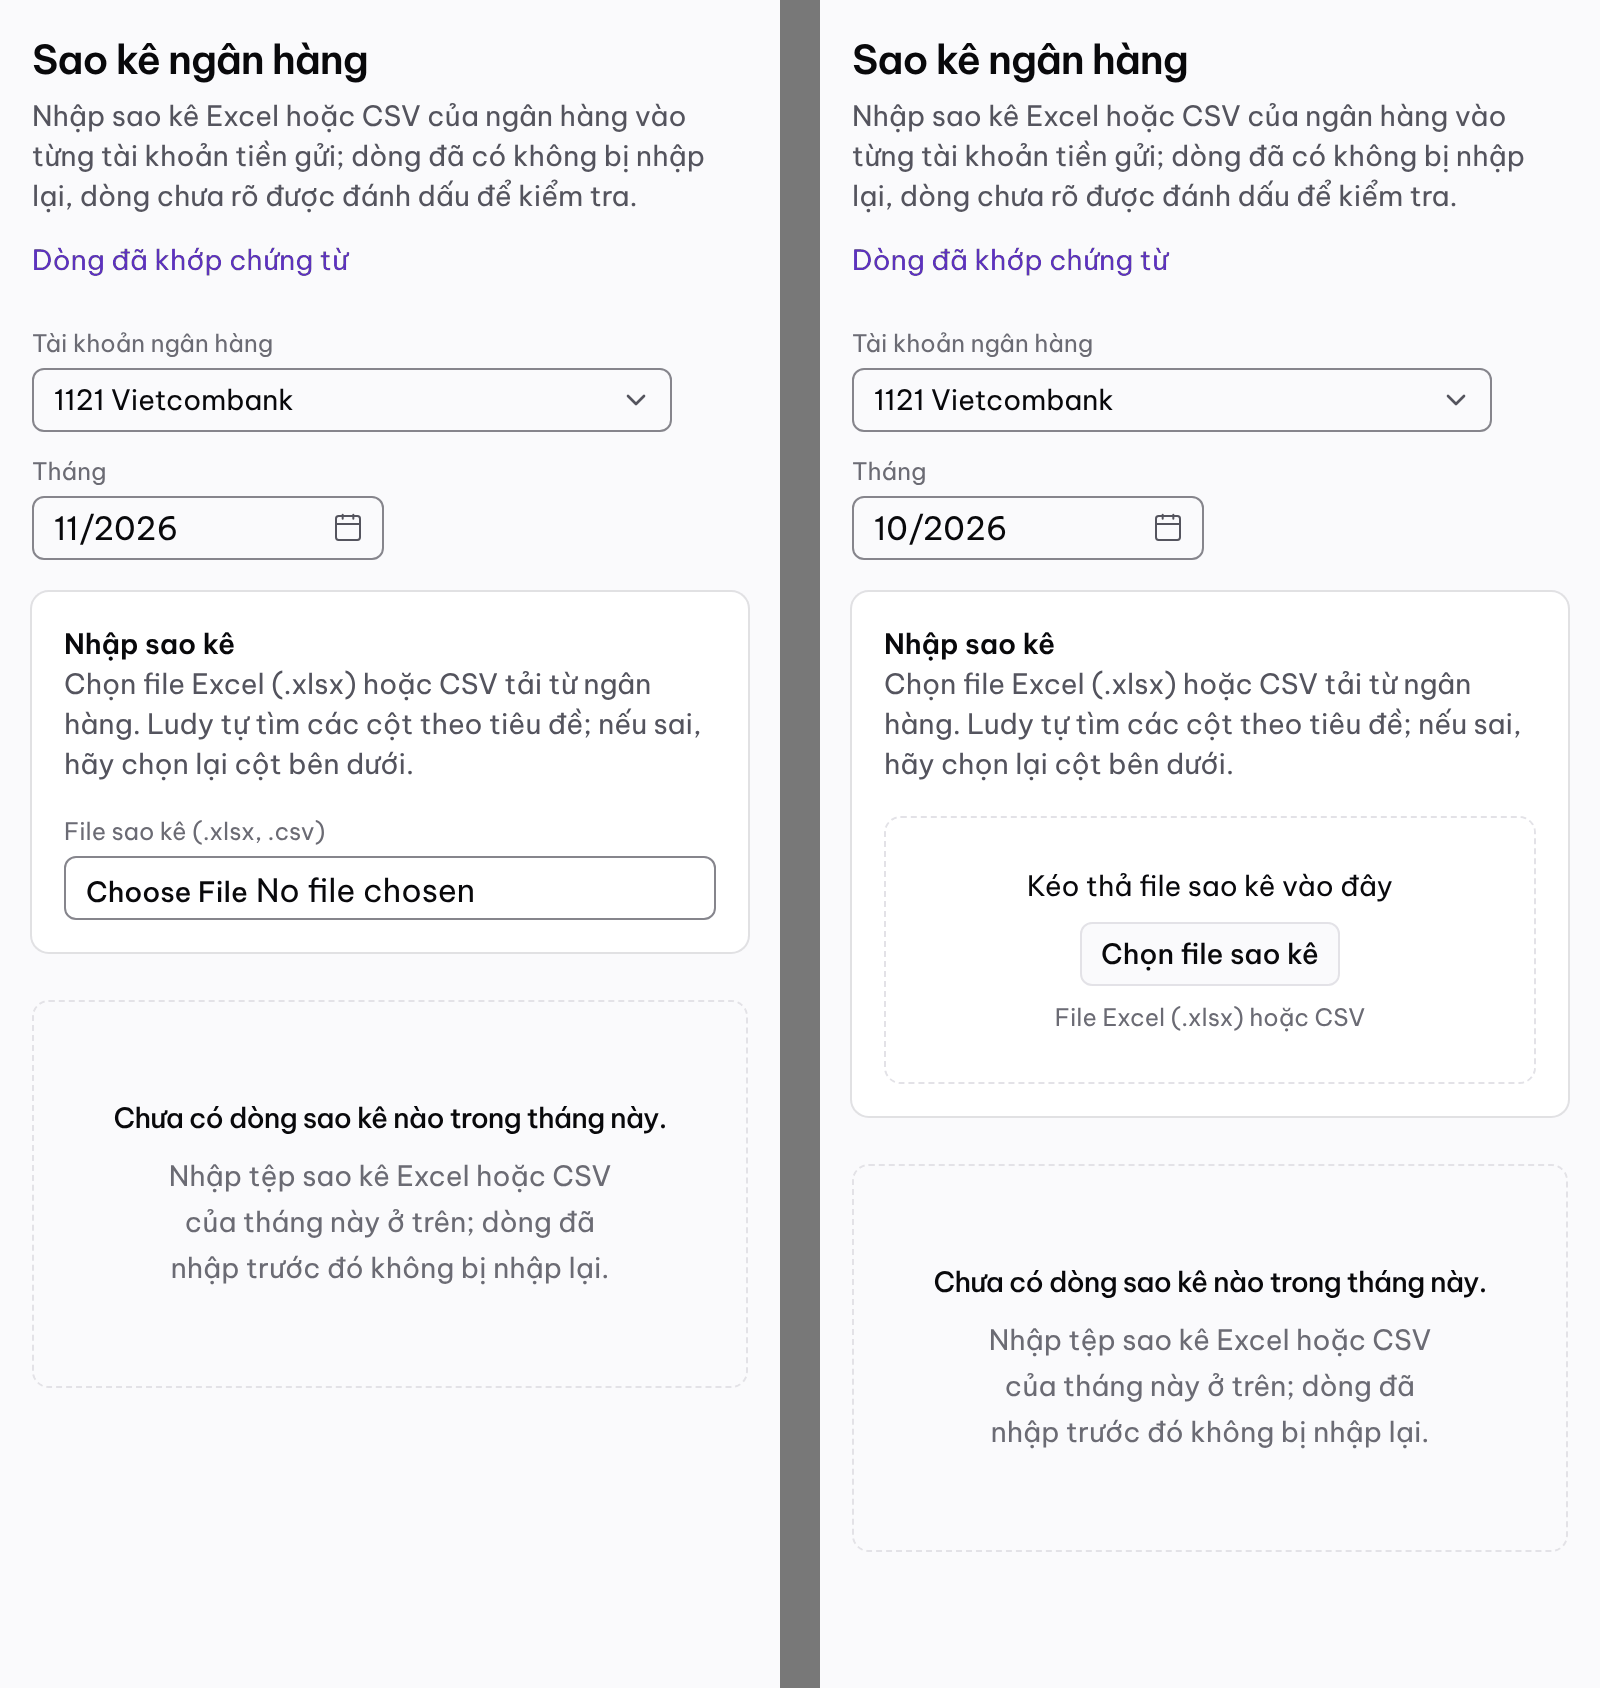 Sao kê ngân hàng
Nhập sao kê Excel hoặc CSV của ngân hàng vào
từng tài khoản tiền gửi; dòng đã có không bị nhập
lại, dòng chưa rõ được đánh dấu để kiểm tra.
Dòng đã khớp chứng từ
Tài khoản ngân hàng
1121 Vietcombank
Tháng
11/2026
Nhập sao kê
Chọn file Excel (.xlsx) hoặc CSV tải từ ngân
hàng. Ludy tự tìm các cột theo tiêu đề; nếu sai,
hãy chọn lại cột bên dưới.
File sao kê (.xlsx, .csv)
Choose File No file chosen
Chưa có dòng sao kê nào trong tháng này.
Nhập tệp sao kê Excel hoặc CSV
của tháng này ở trên; dòng đã
nhập trước đó không bị nhập lại.
Sao kê ngân hàng
Nhập sao kê Excel hoặc CSV của ngân hàng vào
từng tài khoản tiền gửi; dòng đã có không bị nhập
lại, dòng chưa rõ được đánh dấu để kiểm tra.
Dòng đã khớp chứng từ
Tài khoản ngân hàng
1121 Vietcombank
Tháng
10/2026
Nhập sao kê
Chọn file Excel (.xlsx) hoặc CSV tải từ ngân
hàng. Ludy tự tìm các cột theo tiêu đề; nếu sai,
hãy chọn lại cột bên dưới.
Kéo thả file sao kê vào đây
Chọn file sao kê
File Excel (.xlsx) hoặc CSV
Chưa có dòng sao kê nào trong tháng này.
Nhập tệp sao kê Excel hoặc CSV
của tháng này ở trên; dòng đã
nhập trước đó không bị nhập lại.